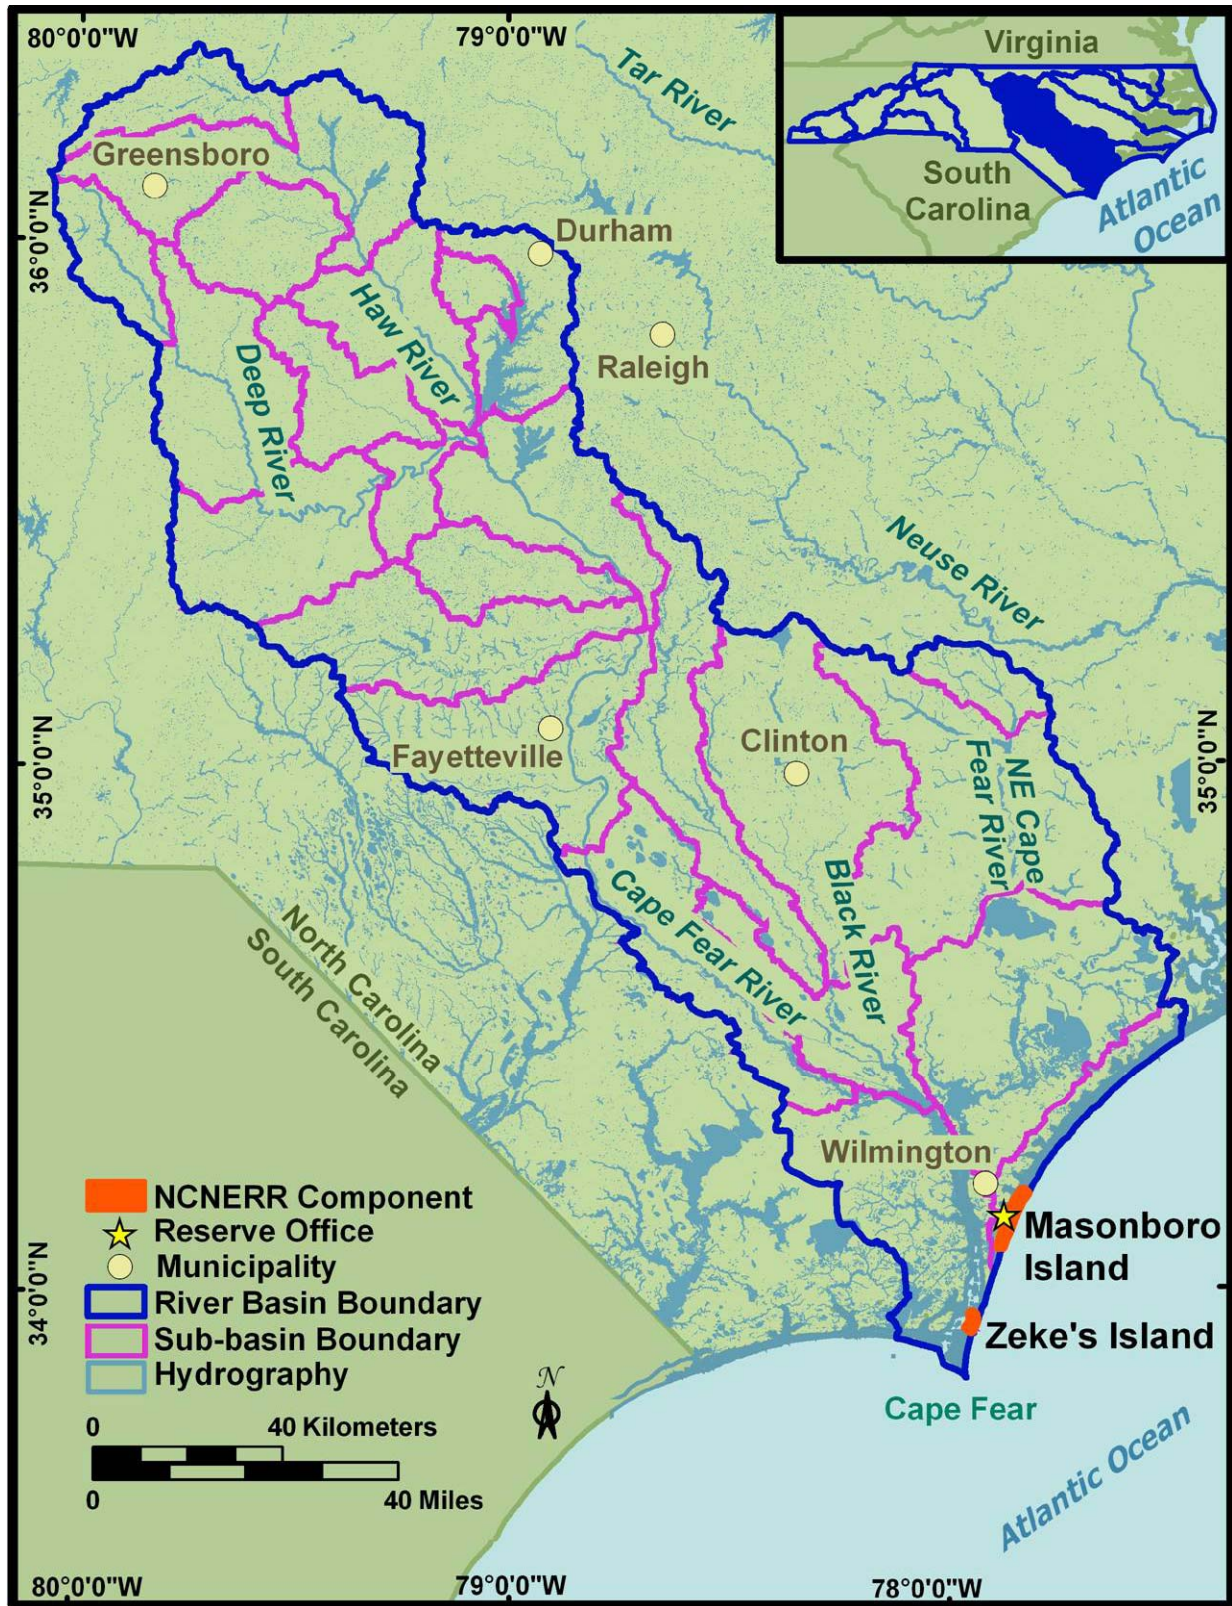 80°0'0"W
79°0'0"W
Virginia
South
Carolina
Atlantic
Ocean
Tar River
Greensboro
Durham
36°0'0"N
Haw River
Deep River
Raleigh
Neuse River
35°0'0"N
35°0'0"N
Fayetteville
Clinton
NE Cape
Fear River
Black River
Cape Fear River
North Carolina
South Carolina
Wilmington
Masonboro
Island
Zeke's Island
Cape Fear
Atlantic Ocean
34°0'0"N
NCNERR Component
Reserve Office
Municipality
River Basin Boundary
Sub-basin Boundary
Hydrography
N
0 40 Kilometers
0 40 Miles
80°0'0"W
79°0'0"W
78°0'0"W